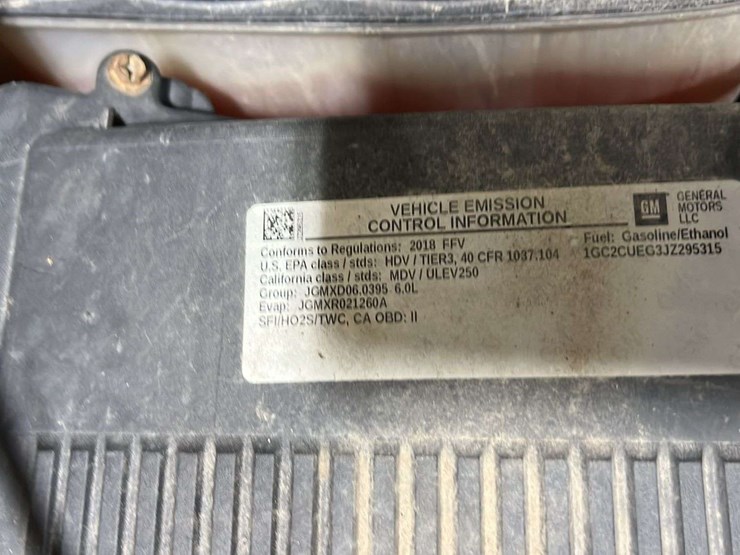 VEHICLE EMISSION
CONTROL INFORMATION
GM
GENERAL
MOTORS
LLC
Conforms to Regulations: 2018 FFV
Fuel: Gasoline/Ethanol
U.S. EPA class / stds: HDV / TIER3, 40 CFR 1037.104
1GC2CUEG3JZ295315
California class / stds: MDV / ULEV250
Group: JGMXD06.0395 6.0L
Evap: JGMXR021260A
SFI/HO2S/TWC, CA OBD: II